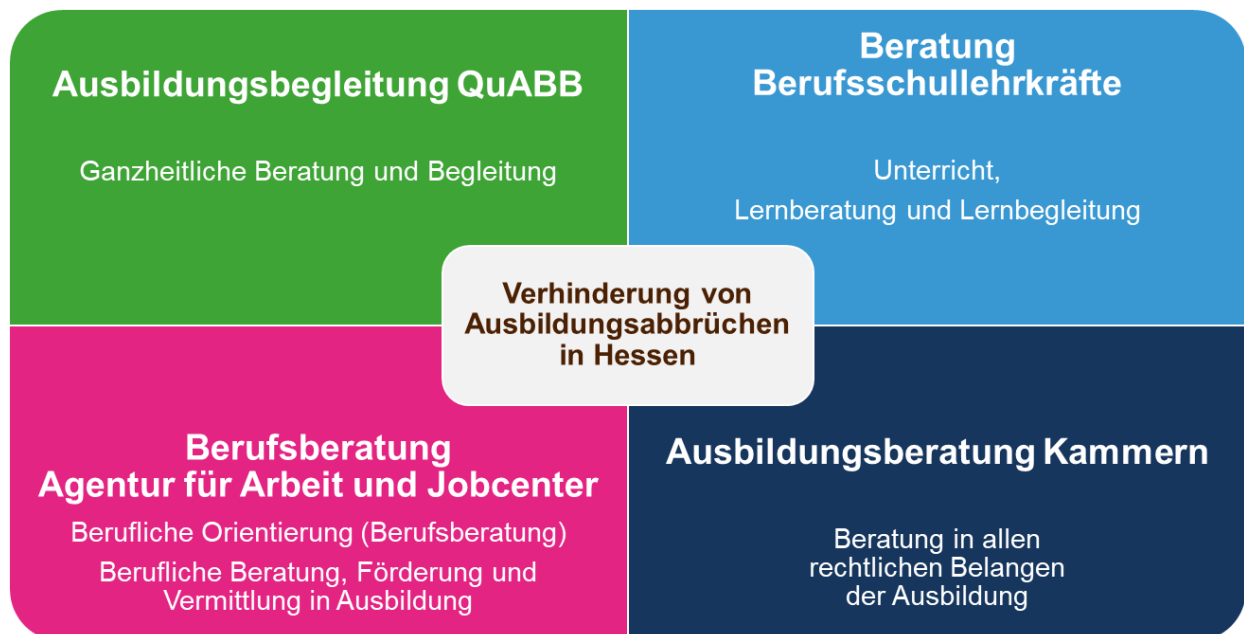 Ausbildungsbegleitung QuABB
Ganzheitliche Beratung und Begleitung
Beratung
Berufsschullehrkräfte
Unterricht,
Lernberatung und Lernbegleitung
Verhinderung von
Ausbildungsabbrüchen
in Hessen
Berufsberatung
Agentur für Arbeit und Jobcenter
Berufliche Orientierung (Berufsberatung)
Berufliche Beratung, Förderung und
Vermittlung in Ausbildung
Ausbildungsberatung Kammern
Beratung in allen
rechtlichen Belangen
der Ausbildung